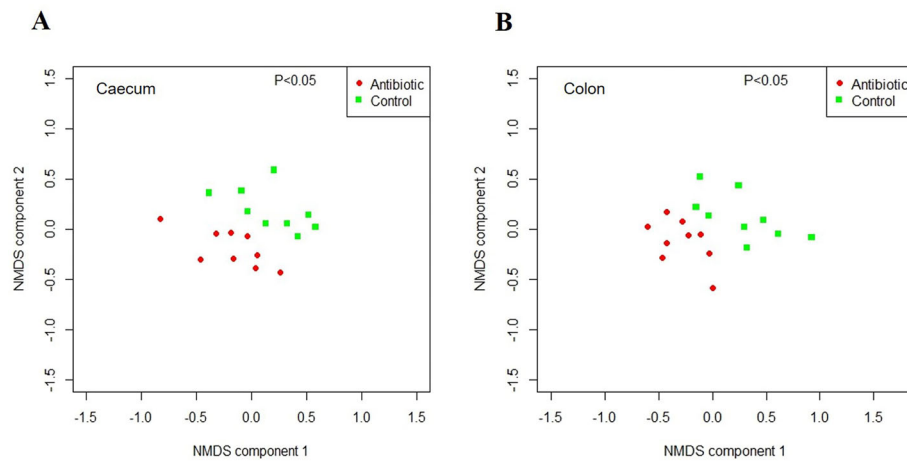 A
Caecum
P<0.05
Antibiotic
Control
NMDS component 2
1.5
1.0
0.5
0.0
-0.5
-1.0
-1.5
-1.5 -1.0 -0.5 0.0 0.5 1.0 1.5
NMDS component 1
B
Colon
P<0.05
Antibiotic
Control
NMDS component 2
1.5
1.0
0.5
0.0
-0.5
-1.0
-1.5
-1.5 -1.0 -0.5 0.0 0.5 1.0 1.5
NMDS component 1